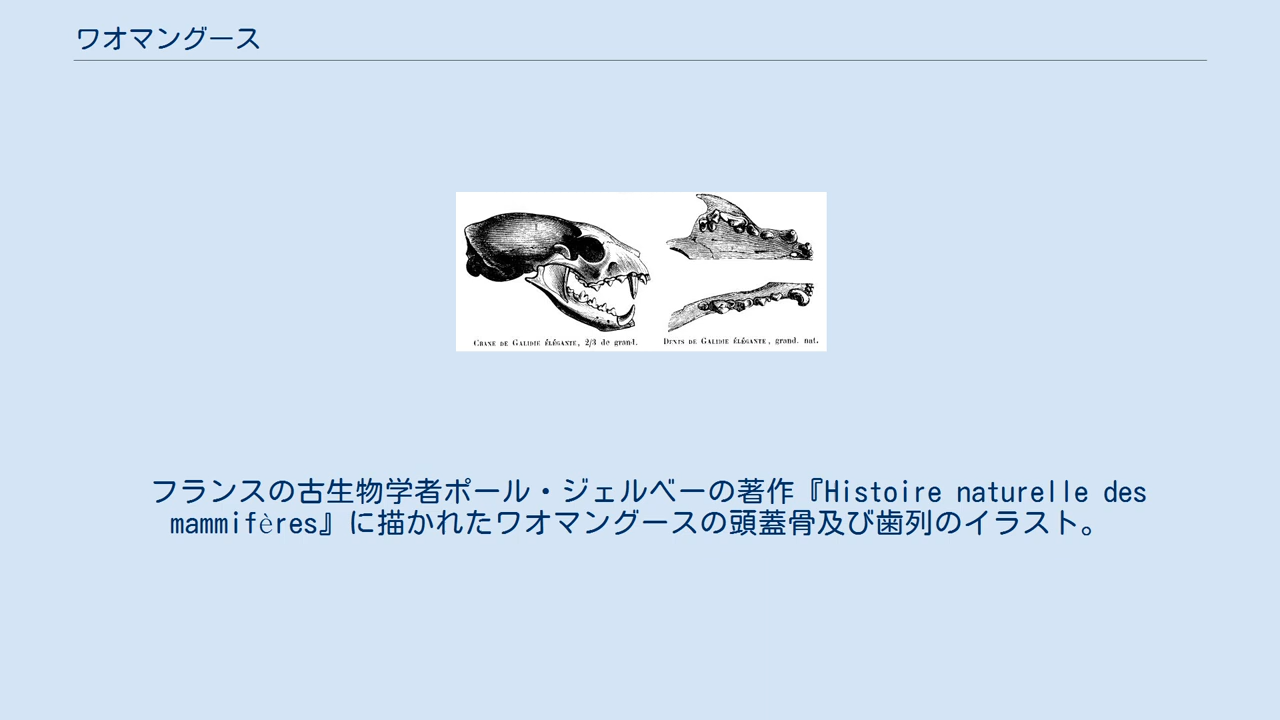 ワオマングース
CRANE DE GALIDIE ÉLÉGANTE, 2/3 de grand.
DENTS DE GALIDIE ÉLÉGANTE, grand. nat.
フランスの古生物学者ポール・ジェルベーの著作『Histoire naturelle des
mammifères』に描かれたワオマングースの頭蓋骨及び歯列のイラスト。